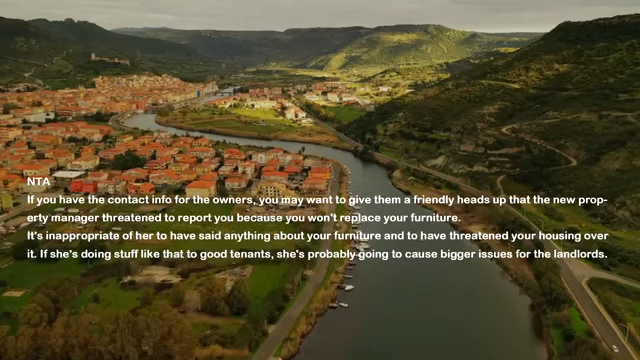 NTA
If you have the contact info for the owners, you may want to give them a friendly heads up that the new prop-
erty manager threatened to report you because you won't replace your furniture.
It's inappropriate of her to have said anything about your furniture and to have threatened your housing over
it. If she's doing stuff like that to good tenants, she's probably going to cause bigger issues for the landlords.